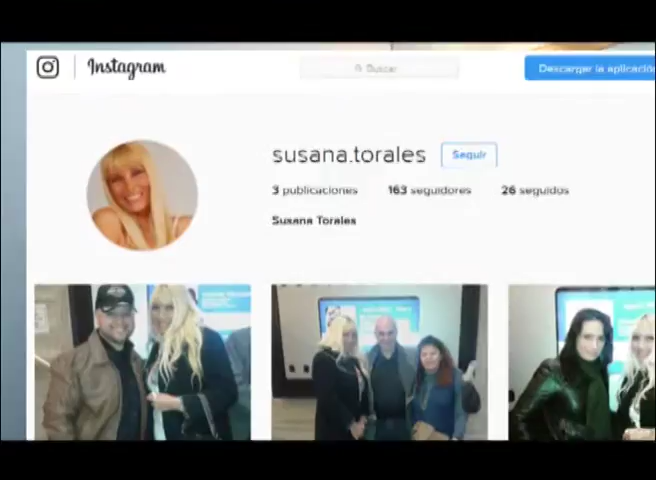 Instagram
Buscar
Descargar la aplicación
susana.torales
Seguir
3 publicaciones
163 seguidores
26 seguidos
Susana Torales